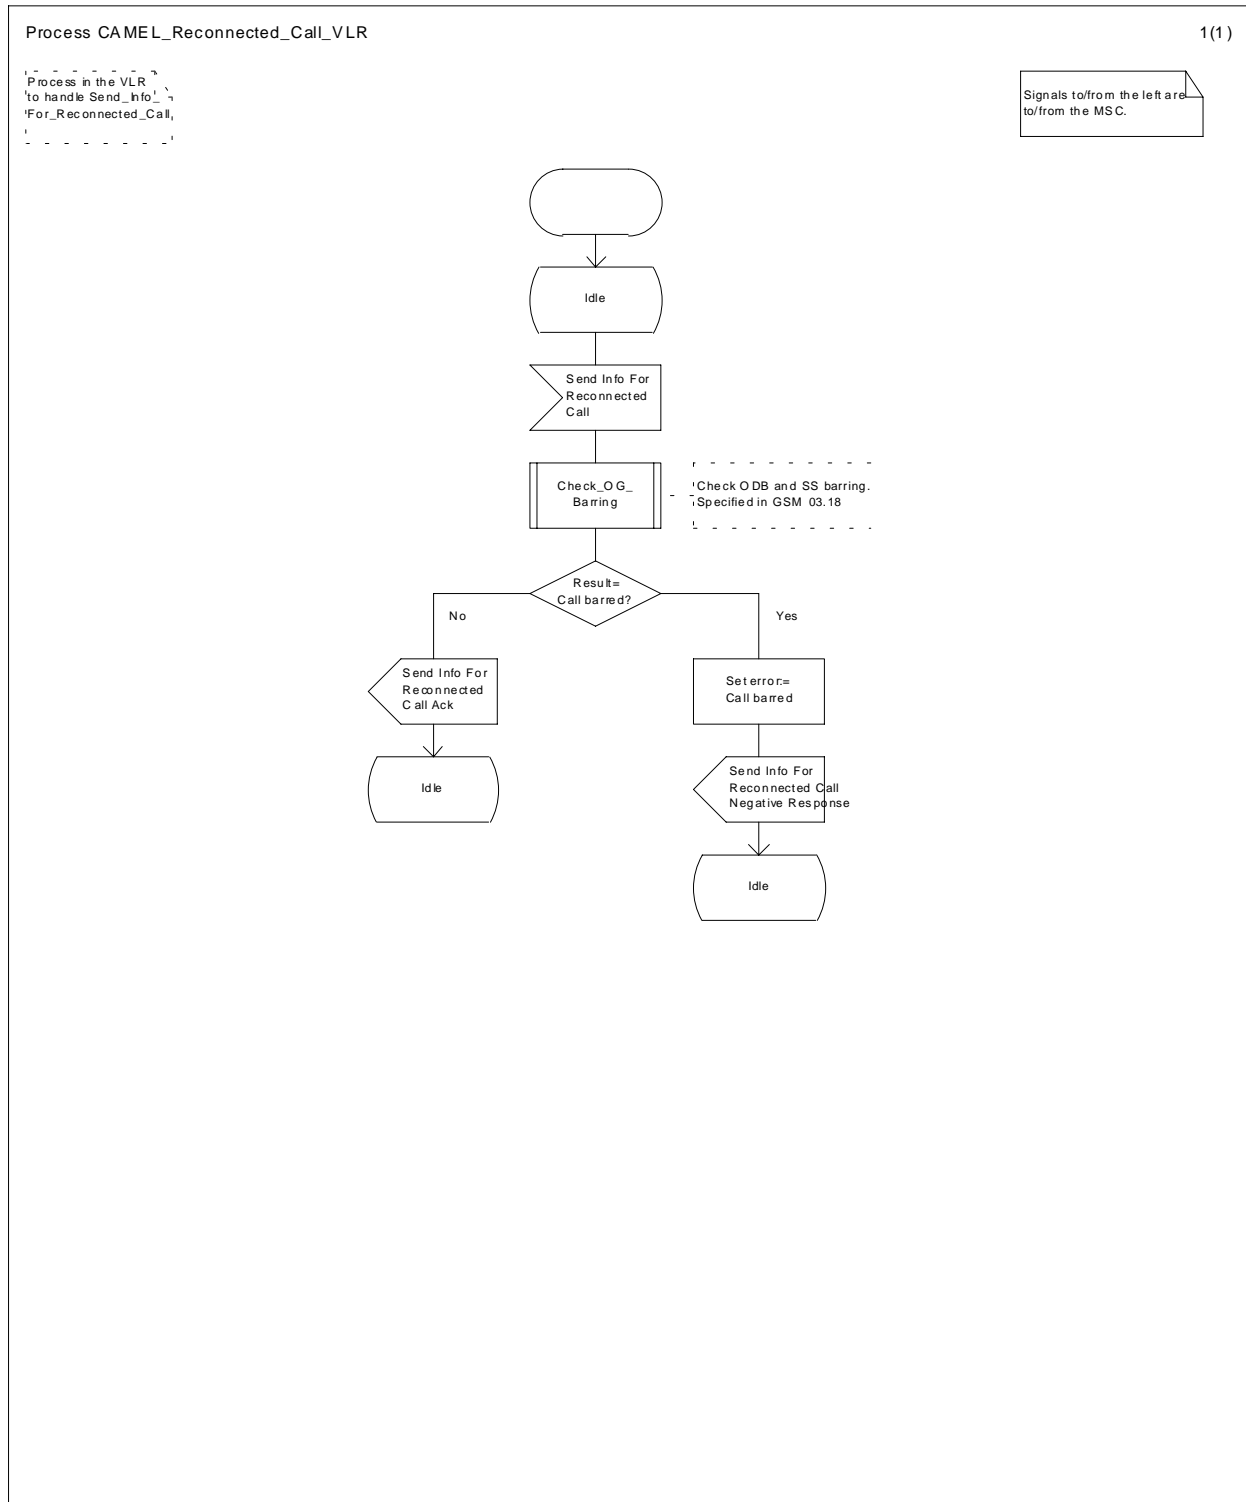 Process CAMEL_Reconnected_Call_VLR
1(1)
Process in the VLR
to handle Send_Info_
For_Reconnected_Call
Signals to/from the left are
to/from the MSC.
Idle
Send Info For
Reconnected
Call
Check_OG_
Barring
Check ODB and SS barring.
Specified in GSM 03.18
Result=
Call barred?
No
Yes
Send Info For
Reconnected
Call Ack
Set error:=
Call barred
Idle
Send Info For
Reconnected Call
Negative Response
Idle